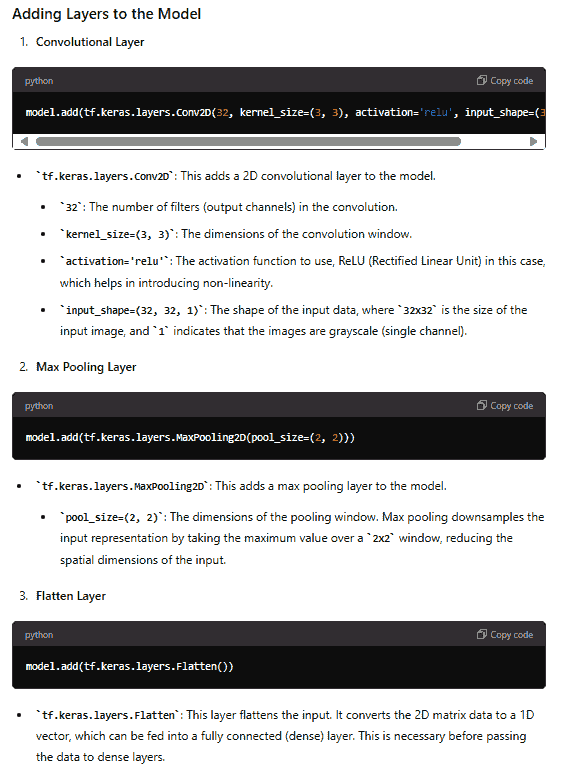 Adding Layers to the Model
1. Convolutional Layer
python
Copy code
model.add(tf.keras.layers.Conv2D(32, kernel_size=(3, 3), activation='relu', input_shape=(3
• `tf.keras.layers.Conv2D`: This adds a 2D convolutional layer to the model.
• `32`: The number of filters (output channels) in the convolution.
• `kernel_size=(3, 3)`: The dimensions of the convolution window.
• `activation='relu'`: The activation function to use, ReLU (Rectified Linear Unit) in this case,
which helps in introducing non-linearity.
• `input_shape=(32, 32, 1)`: The shape of the input data, where `32x32` is the size of the
input image, and `1` indicates that the images are grayscale (single channel).
2. Max Pooling Layer
python
Copy code
model.add(tf.keras.layers.MaxPooling2D(pool_size=(2, 2)))
• `tf.keras.layers.MaxPooling2D`: This adds a max pooling layer to the model.
• `pool_size=(2, 2)`: The dimensions of the pooling window. Max pooling downsamples the
input representation by taking the maximum value over a `2x2` window, reducing the
spatial dimensions of the input.
3. Flatten Layer
python
Copy code
model.add(tf.keras.layers.Flatten())
• `tf.keras.layers.Flatten`: This layer flattens the input. It converts the 2D matrix data to a 1D
vector, which can be fed into a fully connected (dense) layer. This is necessary before passing
the data to dense layers.